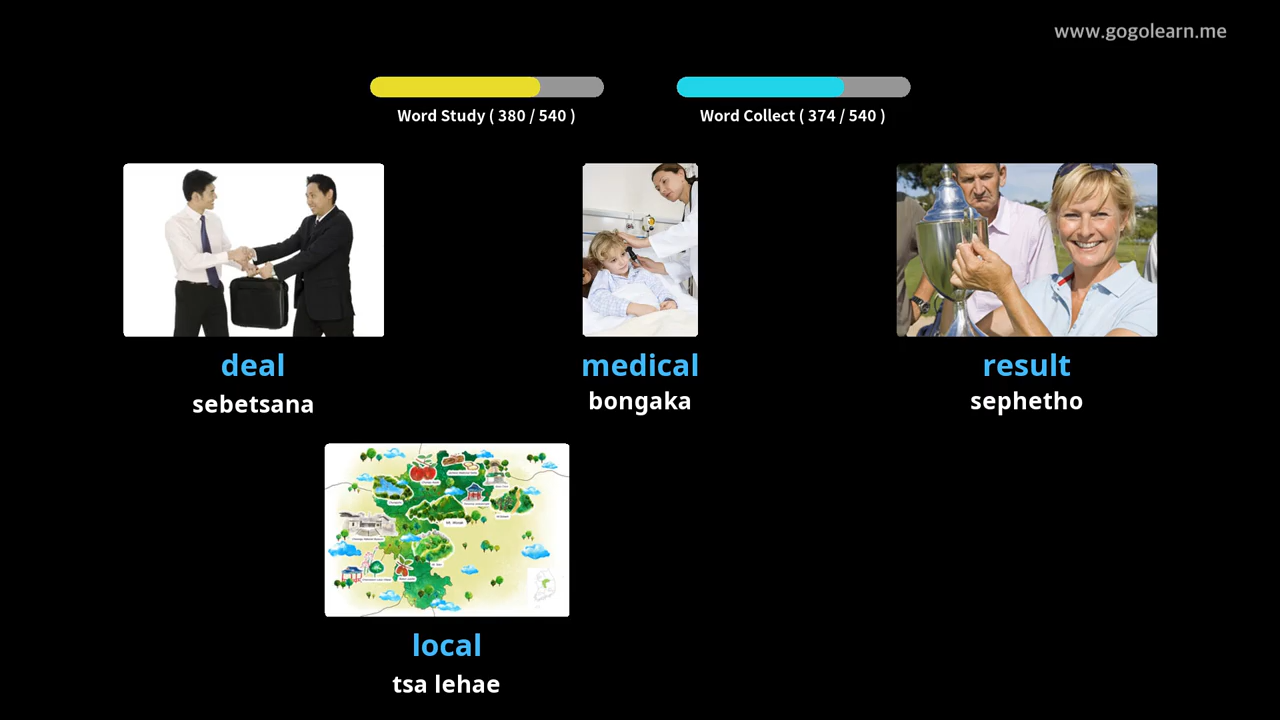 www.gogolearn.me
Word Study ( 380 / 540 )
Word Collect ( 374 / 540 )
deal
sebetsana
medical
bongaka
result
sephetho
local
tsa lehae